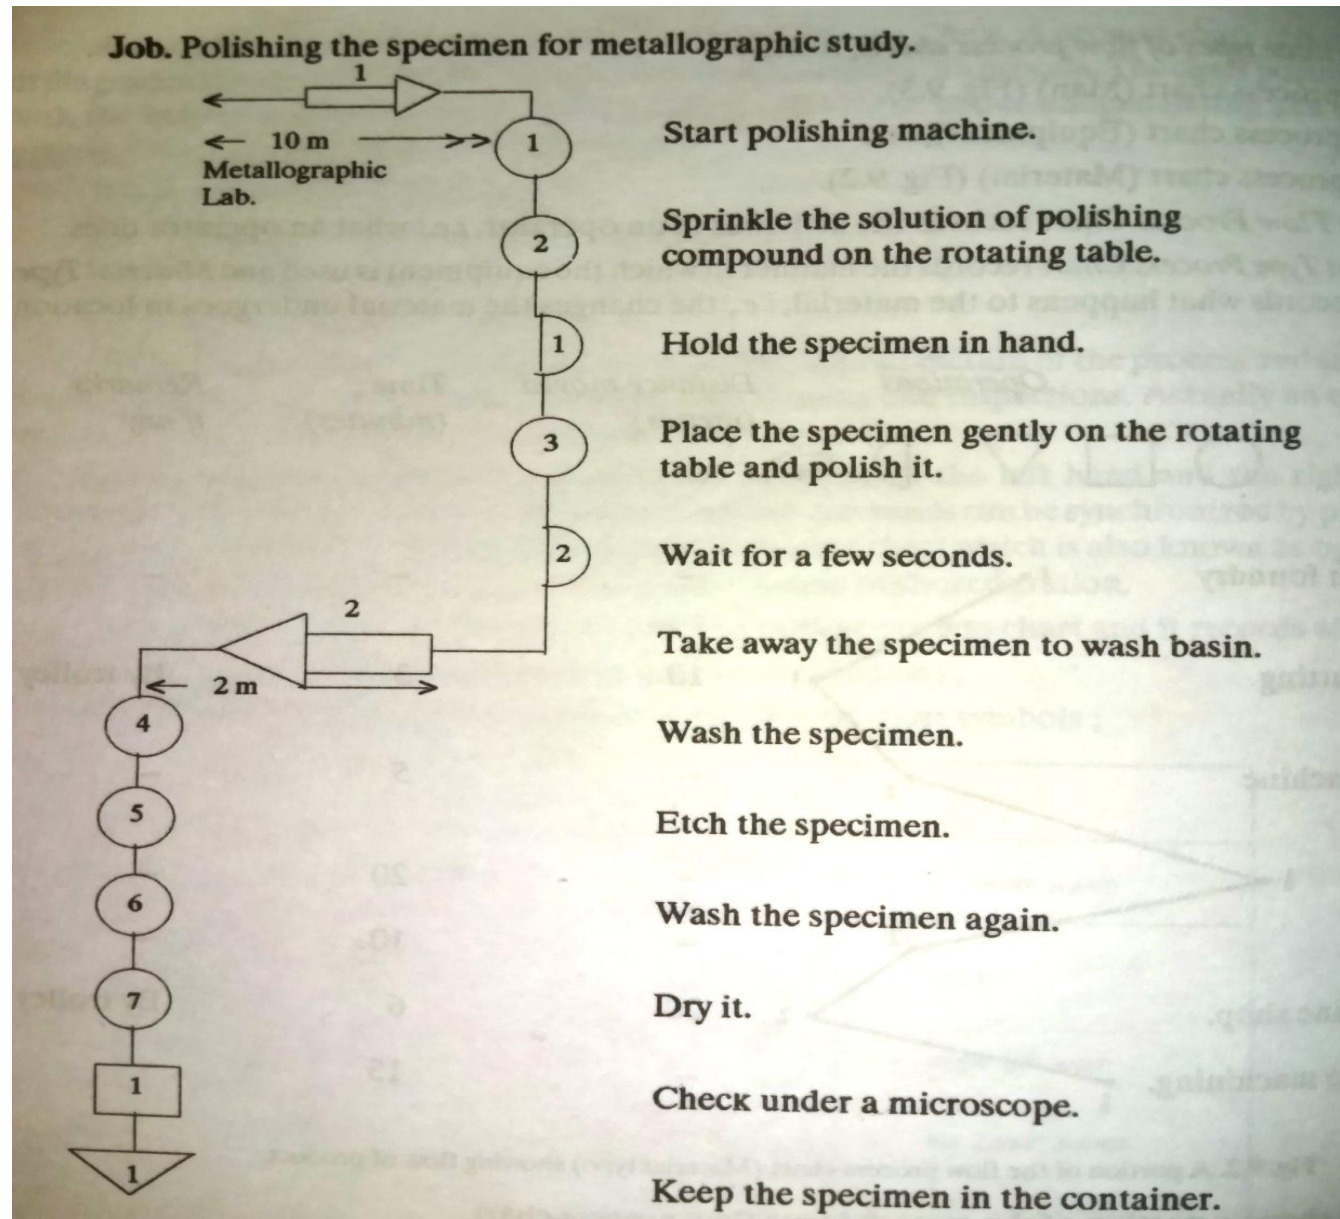 Job. Polishing the specimen for metallographic study.
1
10 m
Metallographic
Lab.
1
Start polishing machine.
2
Sprinkle the solution of polishing
compound on the rotating table.
1
Hold the specimen in hand.
3
Place the specimen gently on the rotating
table and polish it.
2
Wait for a few seconds.
2
2 m
Take away the specimen to wash basin.
4
Wash the specimen.
5
Etch the specimen.
6
Wash the specimen again.
7
Dry it.
1
Check under a microscope.
1
Keep the specimen in the container.